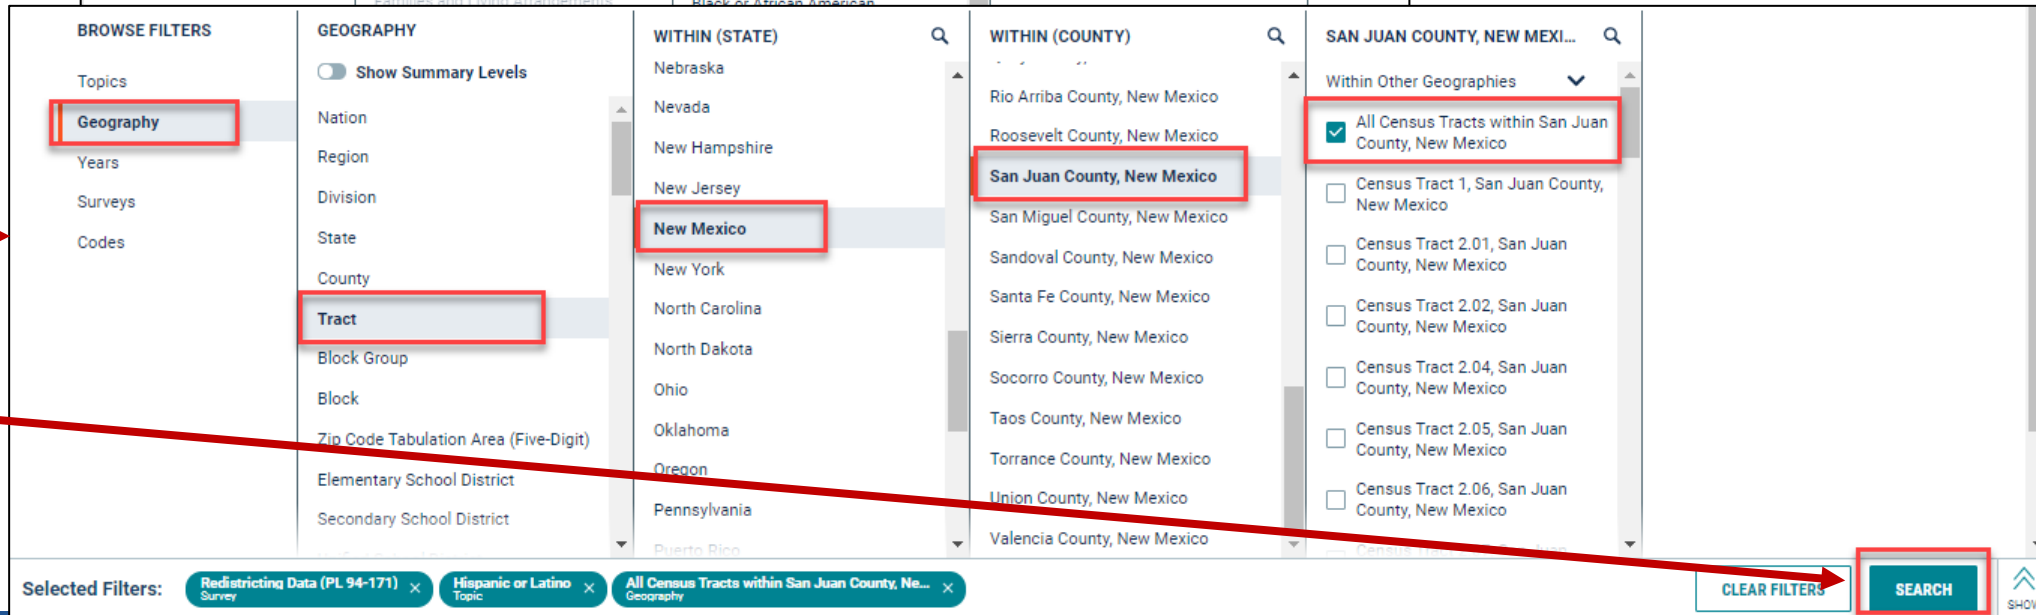 Families and Living Arrangements
Black or African American
BROWSE FILTERS
Topics
Geography
Years
Surveys
Codes
GEOGRAPHY
Show Summary Levels
Nation
Region
Division
State
County
Tract
Block Group
Block
Zip Code Tabulation Area (Five-Digit)
Elementary School District
Secondary School District
WITHIN (STATE)
Nebraska
Nevada
New Hampshire
New Jersey
New Mexico
New York
North Carolina
North Dakota
Ohio
Oklahoma
Oregon
Pennsylvania
Puerto Rico
WITHIN (COUNTY)
Rio Arriba County, New Mexico
Roosevelt County, New Mexico
San Juan County, New Mexico
San Miguel County, New Mexico
Sandoval County, New Mexico
Santa Fe County, New Mexico
Sierra County, New Mexico
Socorro County, New Mexico
Taos County, New Mexico
Torrance County, New Mexico
Union County, New Mexico
Valencia County, New Mexico
SAN JUAN COUNTY, NEW MEXI...
Within Other Geographies
All Census Tracts within San Juan
County, New Mexico
Census Tract 1, San Juan County,
New Mexico
Census Tract 2.01, San Juan
County, New Mexico
Census Tract 2.02, San Juan
County, New Mexico
Census Tract 2.04, San Juan
County, New Mexico
Census Tract 2.05, San Juan
County, New Mexico
Census Tract 2.06, San Juan
County, New Mexico
Selected Filters:
Redistricting Data (PL 94-171)
Survey
Hispanic or Latino
Topic
All Census Tracts within San Juan County, Ne...
Geography
CLEAR FILTERS
SEARCH
SHOW